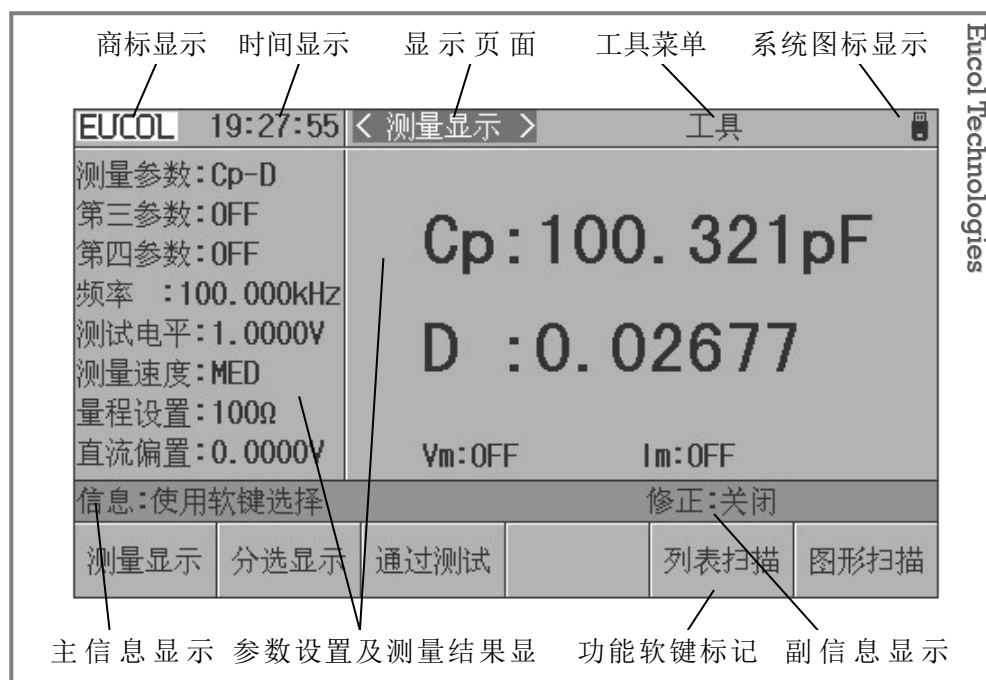 商标显示 时间显示 显示页面 工具菜单 系统图标显示
Eucol Technologies
EUCOL 19:27:55 < 测量显示 > 工具
测量参数:Cp-D
第三参数:OFF
第四参数:OFF
频率 :100.000kHz
测试电平:1.0000V
测量速度:MED
量程设置:100Ω
直流偏置:0.0000V
Cp:100.321pF
D :0.02677
Vm:OFF Im:OFF
信息:使用软键选择 修正:关闭
测量显示 分选显示 通过测试 列表扫描 图形扫描
主信息显示 参数设置及测量结果显 功能软键标记 副信息显示